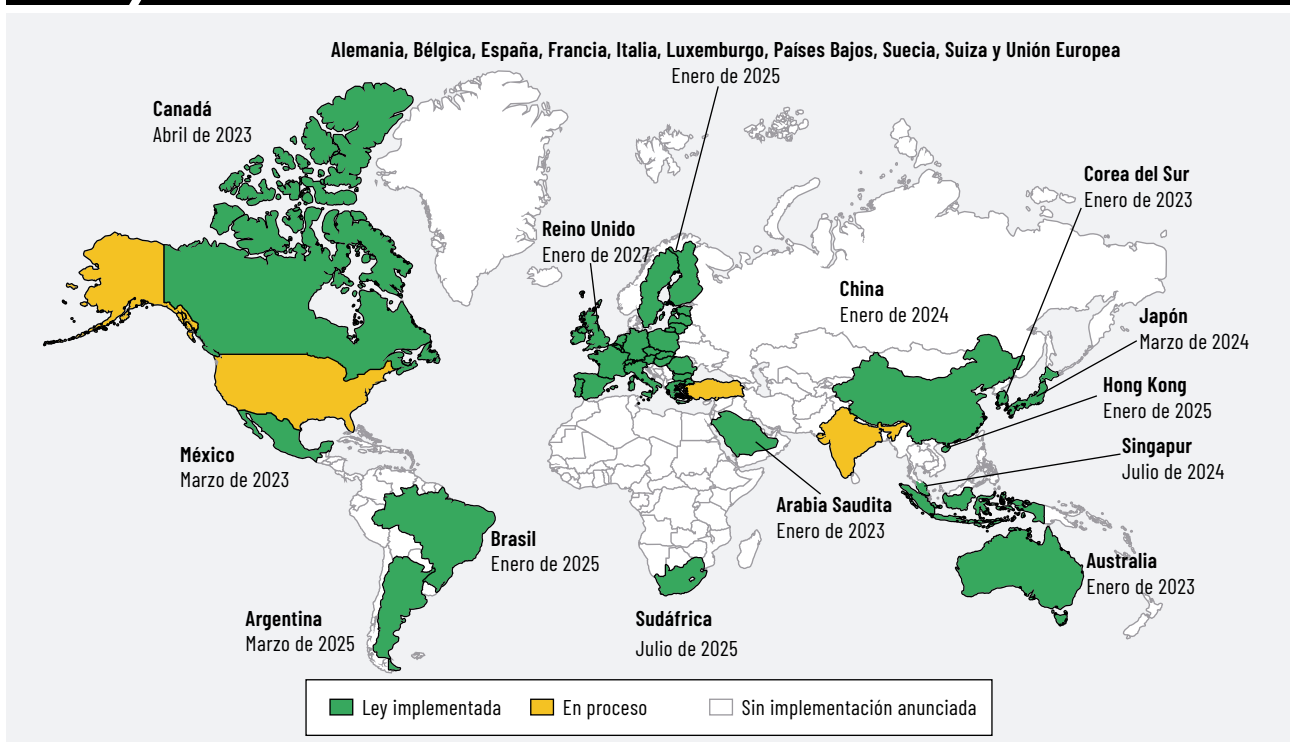 Alemania, Bélgica, España, Francia, Italia, Luxemburgo, Países Bajos, Suecia, Suiza y Unión Europea
Enero de 2025
Canadá
Abril de 2023
Corea del Sur
Enero de 2023
Reino Unido
Enero de 2027
China
Enero de 2024
Japón
Marzo de 2024
Hong Kong
Enero de 2025
México
Marzo de 2023
Singapur
Julio de 2024
Arabia Saudita
Enero de 2023
Brasil
Enero de 2025
Australia
Enero de 2023
Argentina
Marzo de 2025
Sudáfrica
Julio de 2025
Ley implementada
En proceso
Sin implementación anunciada